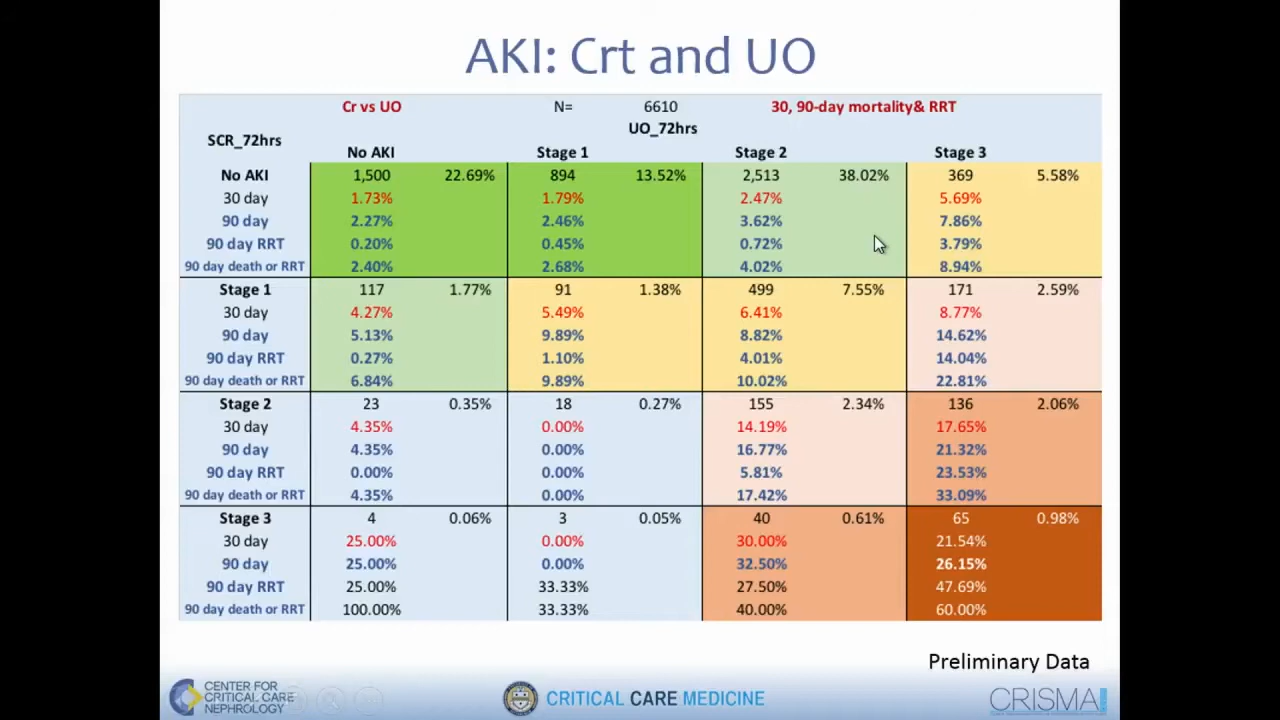 AKI: Crt and UO
Cr vs UO N= 6610 30, 90-day mortality& RRT
SCR_72hrs UO_72hrs
No AKI Stage 1 Stage 2 Stage 3
No AKI 1,500 22.69% 894 13.52% 2,513 38.02% 369 5.58%
30 day 1.73% 1.79% 2.47% 5.69%
90 day 2.27% 2.46% 3.62% 7.86%
90 day RRT 0.20% 0.45% 0.72% 3.79%
90 day death or RRT 2.40% 2.68% 4.02% 8.94%
Stage 1 117 1.77% 91 1.38% 499 7.55% 171 2.59%
30 day 4.27% 5.49% 6.41% 8.77%
90 day 5.13% 9.89% 8.82% 14.62%
90 day RRT 0.27% 1.10% 4.01% 14.04%
90 day death or RRT 6.84% 9.89% 10.02% 22.81%
Stage 2 23 0.35% 18 0.27% 155 2.34% 136 2.06%
30 day 4.35% 0.00% 14.19% 17.65%
90 day 4.35% 0.00% 16.77% 21.32%
90 day RRT 0.00% 0.00% 5.81% 23.53%
90 day death or RRT 4.35% 0.00% 17.42% 33.09%
Stage 3 4 0.06% 3 0.05% 40 0.61% 65 0.98%
30 day 25.00% 0.00% 30.00% 21.54%
90 day 25.00% 0.00% 32.50% 26.15%
90 day RRT 25.00% 33.33% 27.50% 47.69%
90 day death or RRT 100.00% 33.33% 40.00% 60.00%
Preliminary Data
CENTER FOR
CRITICAL CARE
NEPHROLOGY
CRITICAL CARE MEDICINE
CRISMA